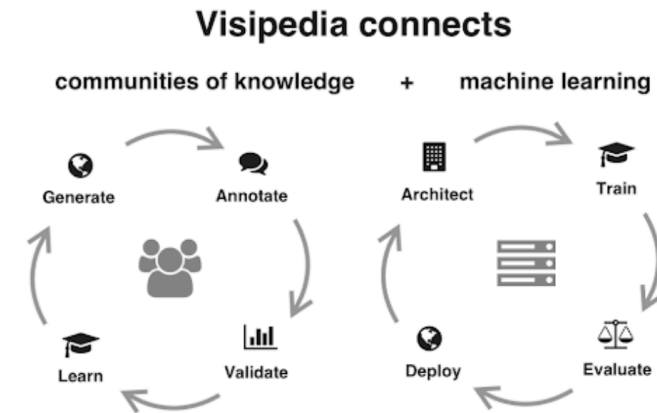 Visipedia connects
communities of knowledge + machine learning
Generate
Annotate
Architect
Train
Learn
Validate
Deploy
Evaluate